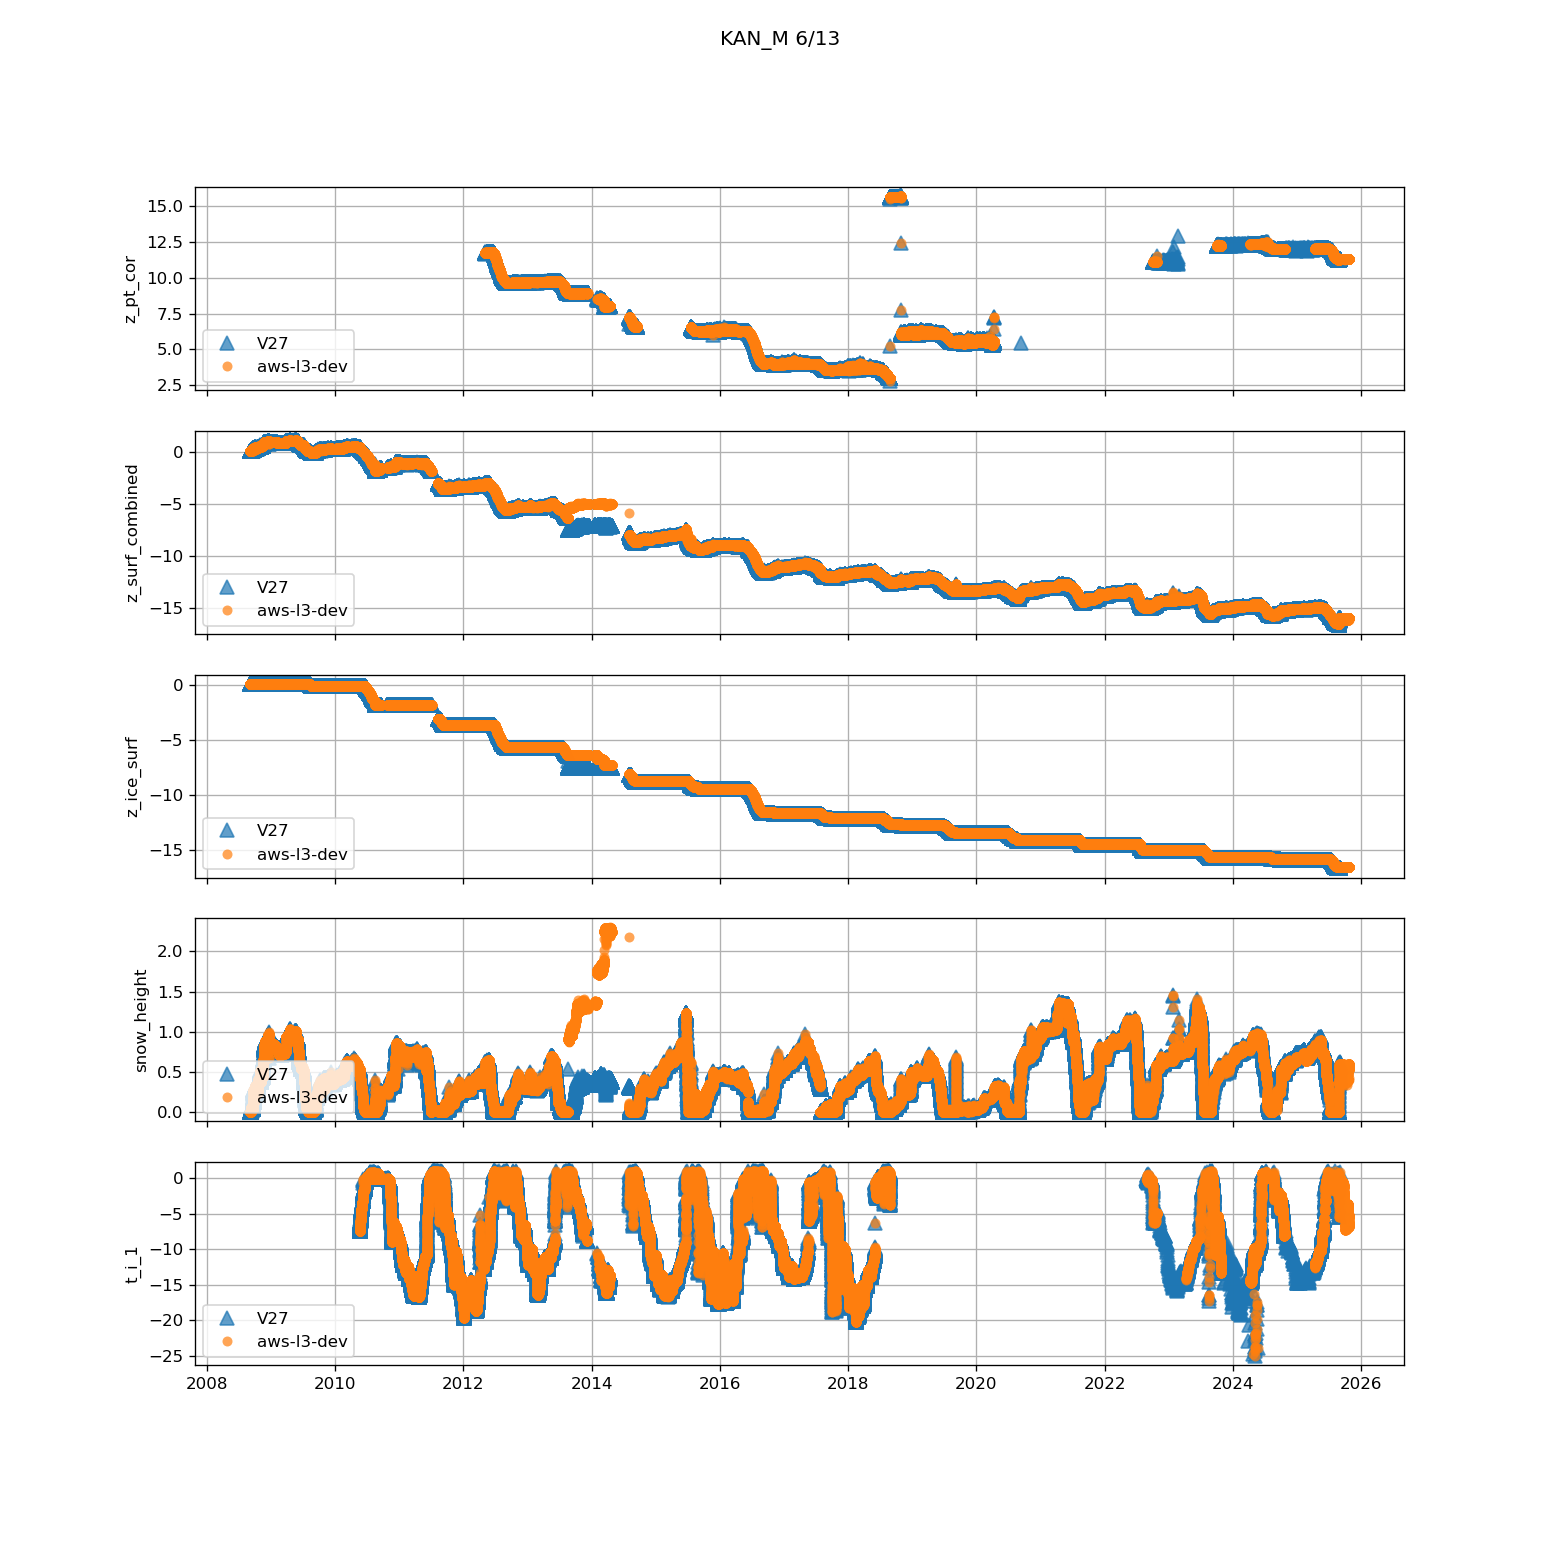 KAN_M 6/13
z_pt_cor
15.0
12.5
10.0
7.5
5.0
2.5
V27
aws-l3-dev
z_surf_combined
0
−5
−10
−15
V27
aws-l3-dev
z_ice_surf
0
−5
−10
−15
V27
aws-l3-dev
snow_height
2.0
1.5
1.0
0.5
0.0
V27
aws-l3-dev
t_i_1
0
−5
−10
−15
−20
−25
V27
aws-l3-dev
2008 2010 2012 2014 2016 2018 2020 2022 2024 2026